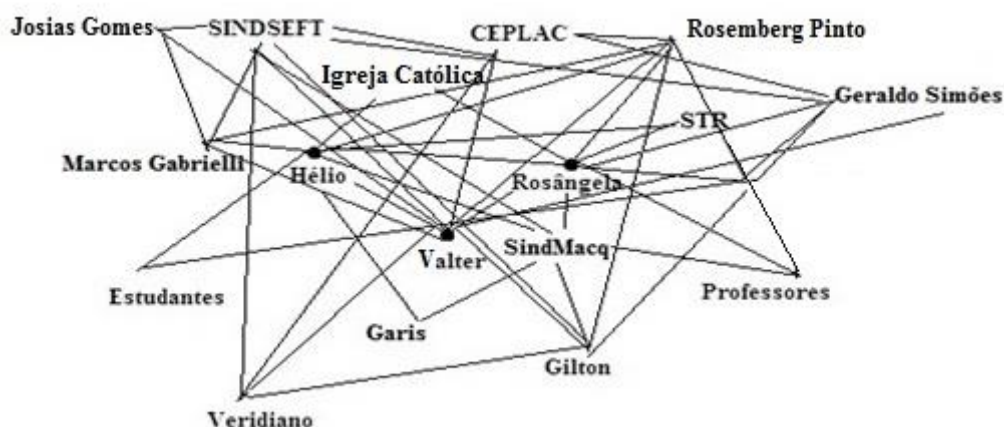 Josias Gomes
SINDSEFT
CEPLAC
Rosemberg Pinto
Igreja Católica
Geraldo Simões
STR
Marcos Gabrielli
Hélio
Rosângela
Valter
SindMacq
Estudantes
Professores
Garis
Gilton
Veridiano